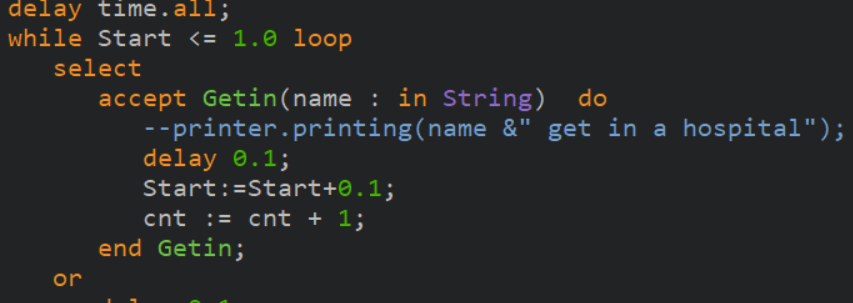 delay time.all;
while Start <= 1.0 loop
select
accept Getin(name : in String)  do
--printer.printing(name &" get in a hospital");
delay 0.1;
Start:=Start+0.1;
cnt := cnt + 1;
end Getin;
or